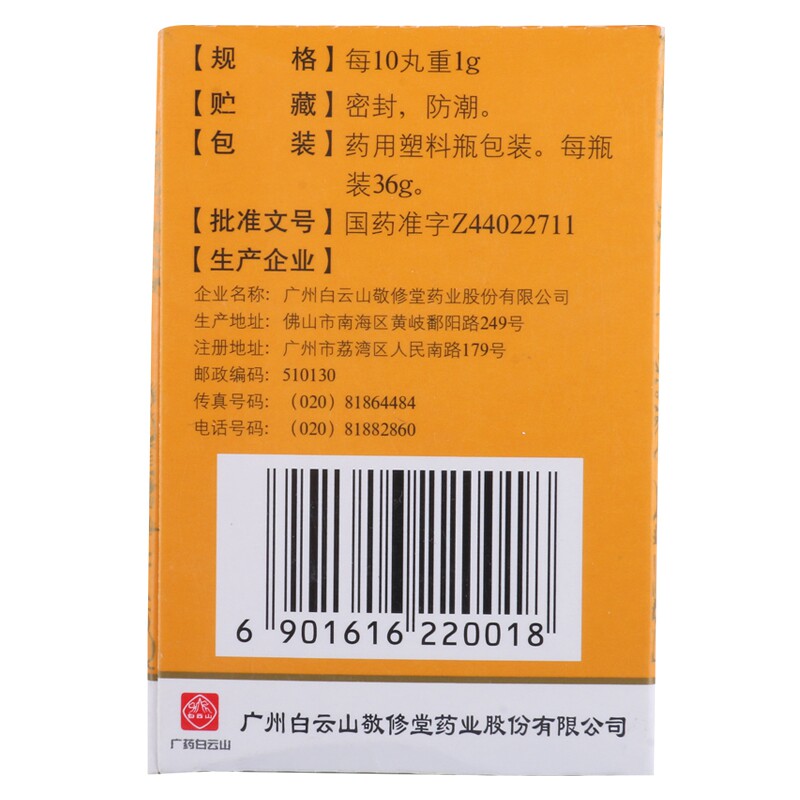 【规格】每10丸重1g
【贮藏】密封，防潮。
【包装】药用塑料瓶包装。每瓶
装36g。
【批准文号】国药准字Z44022711
【生产企业】
企业名称：广州白云山敬修堂药业股份有限公司
生产地址：佛山市南海区黄岐鄱阳路249号
注册地址：广州市荔湾区人民南路179号
邮政编码：510130
传真号码：（020）81864484
电话号码：（020）81882860
6 901616 220018
白云山
广药白云山
广州白云山敬修堂药业股份有限公司